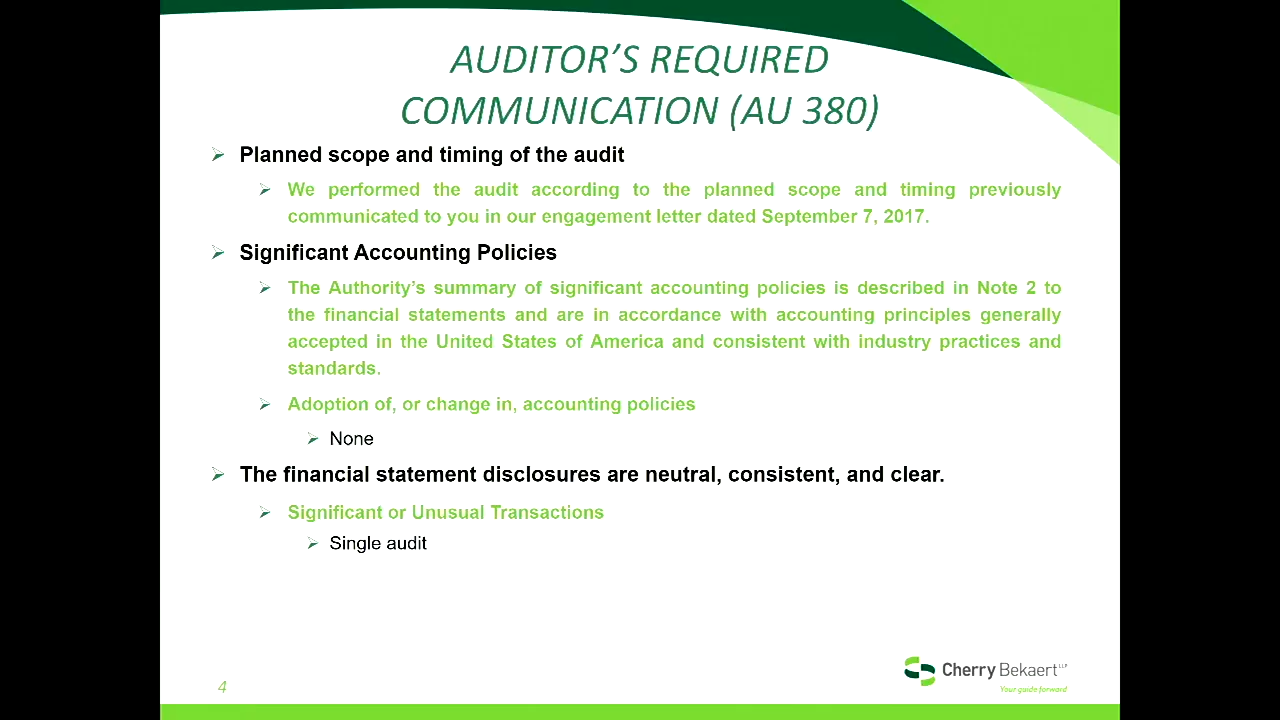 AUDITOR'S REQUIRED
COMMUNICATION (AU 380)
Planned scope and timing of the audit
We performed the audit according to the planned scope and timing previously
communicated to you in our engagement letter dated September 7, 2017.
Significant Accounting Policies
The Authority's summary of significant accounting policies is described in Note 2 to
the financial statements and are in accordance with accounting principles generally
accepted in the United States of America and consistent with industry practices and
standards.
Adoption of, or change in, accounting policies
None
The financial statement disclosures are neutral, consistent, and clear.
Significant or Unusual Transactions
Single audit
Cherry Bekaert LLP
Your guide forward
4